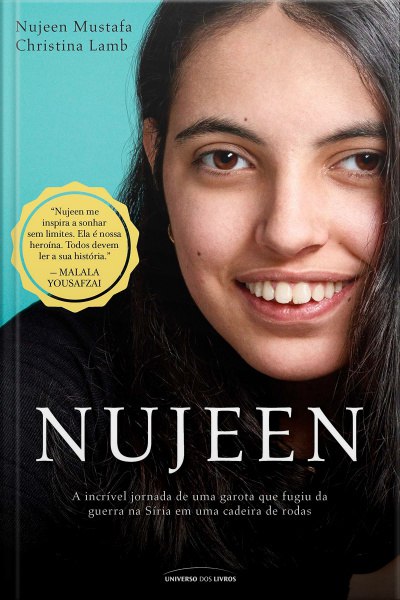 Nujeen Mustafa
Christina Lamb
“Nujeen me
inspira a sonhar
sem limites. Ela é nossa
heroína. Todos devem
ler a sua história.”
— MALALA
YOUSAFZAI
NUJEEN
A incrível jornada de uma garota que fugiu da
guerra na Síria em uma cadeira de rodas
UNIVERSO DOS LIVROS